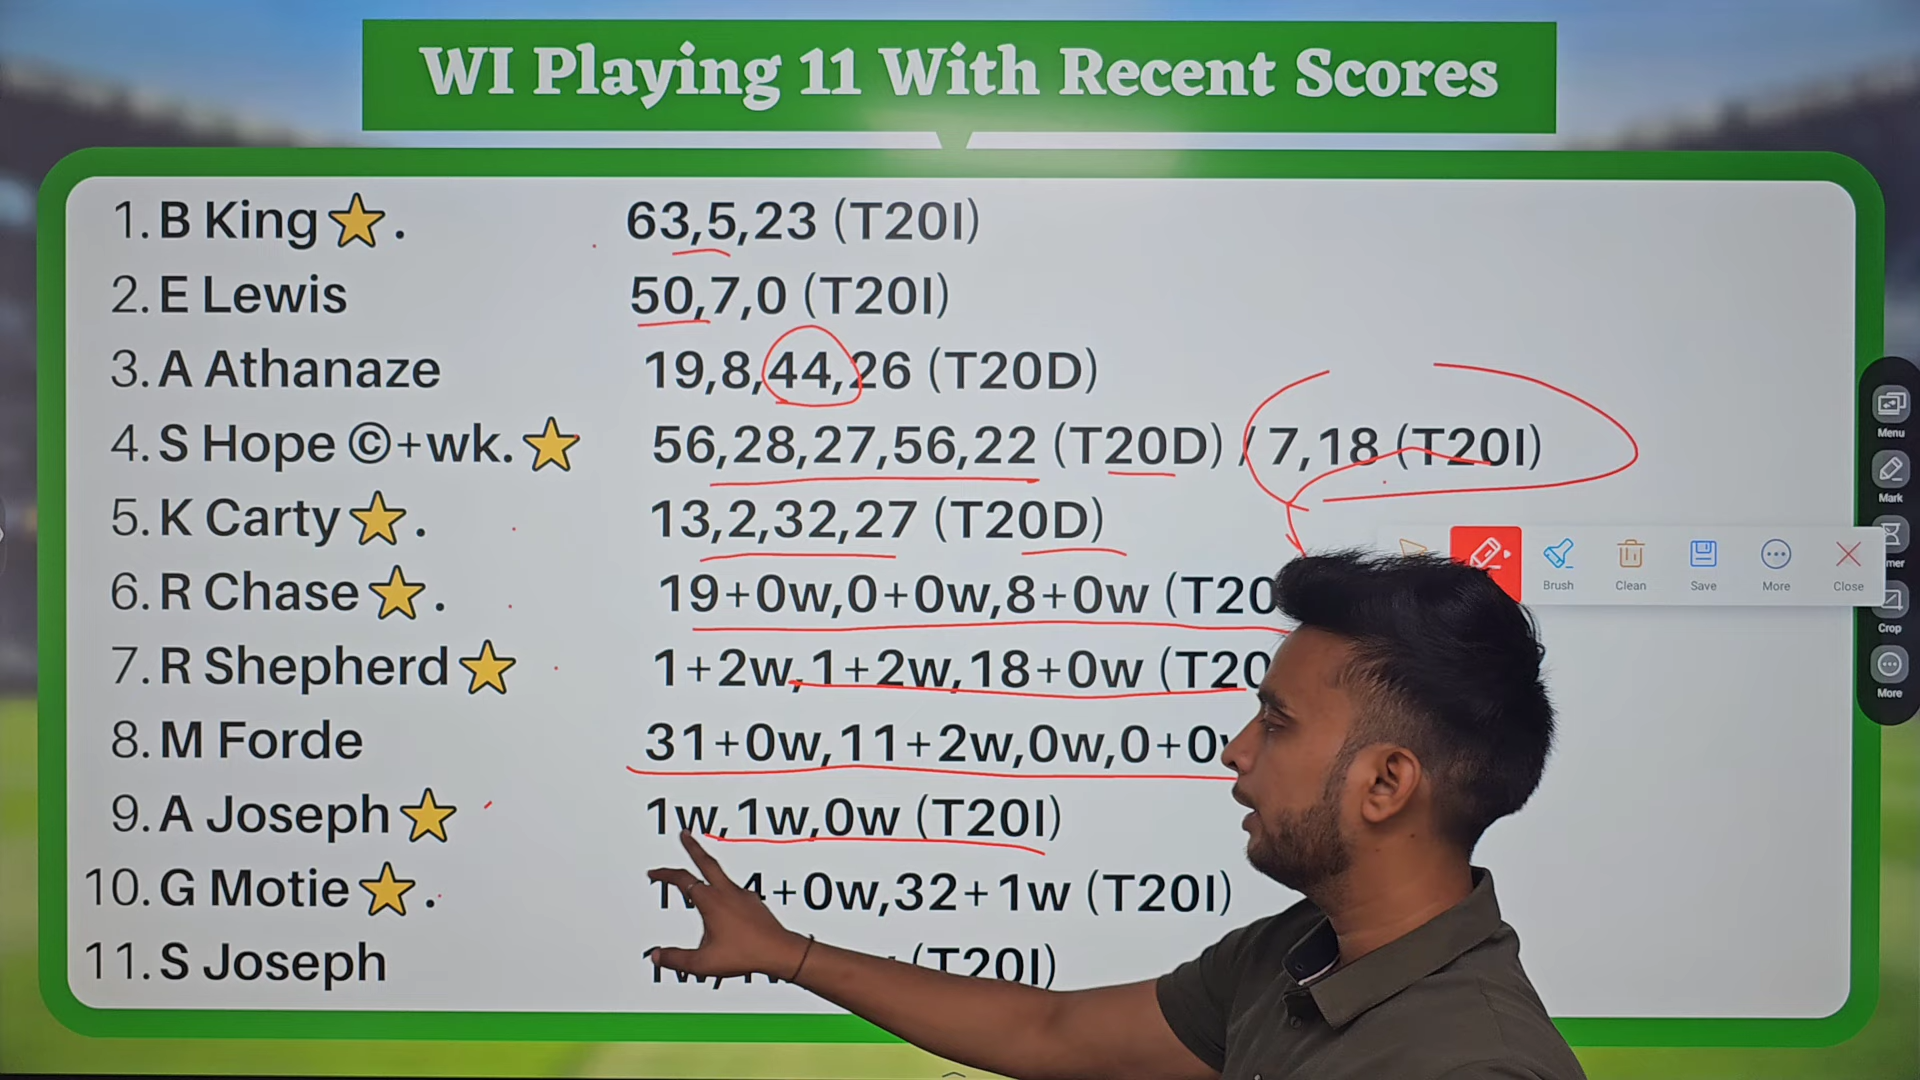 WI Playing 11 With Recent Scores
1. B King ⭐. 63,5,23 (T20I)
2. E Lewis 50,7,0 (T20I)
3. A Athanaze 19,8,44,26 (T20D)
4. S Hope ©+wk. ⭐ 56,28,27,56,22 (T20D) / 7,18 (T20I)
5. K Carty ⭐. 13,2,32,27 (T20D)
6. R Chase ⭐. 19+0w,0+0w,8+0w (T20
7. R Shepherd ⭐ 1+2w,1+2w,18+0w (T20
8. M Forde 31+0w,11+2w,0w,0+0
9. A Joseph ⭐ 1w,1w,0w (T20I)
10. G Motie ⭐. 4+0w,32+1w (T20I)
11. S Joseph (T20I)
Menu
Mark
Brush
Clean
Save
More
Close
mer
Crop
More